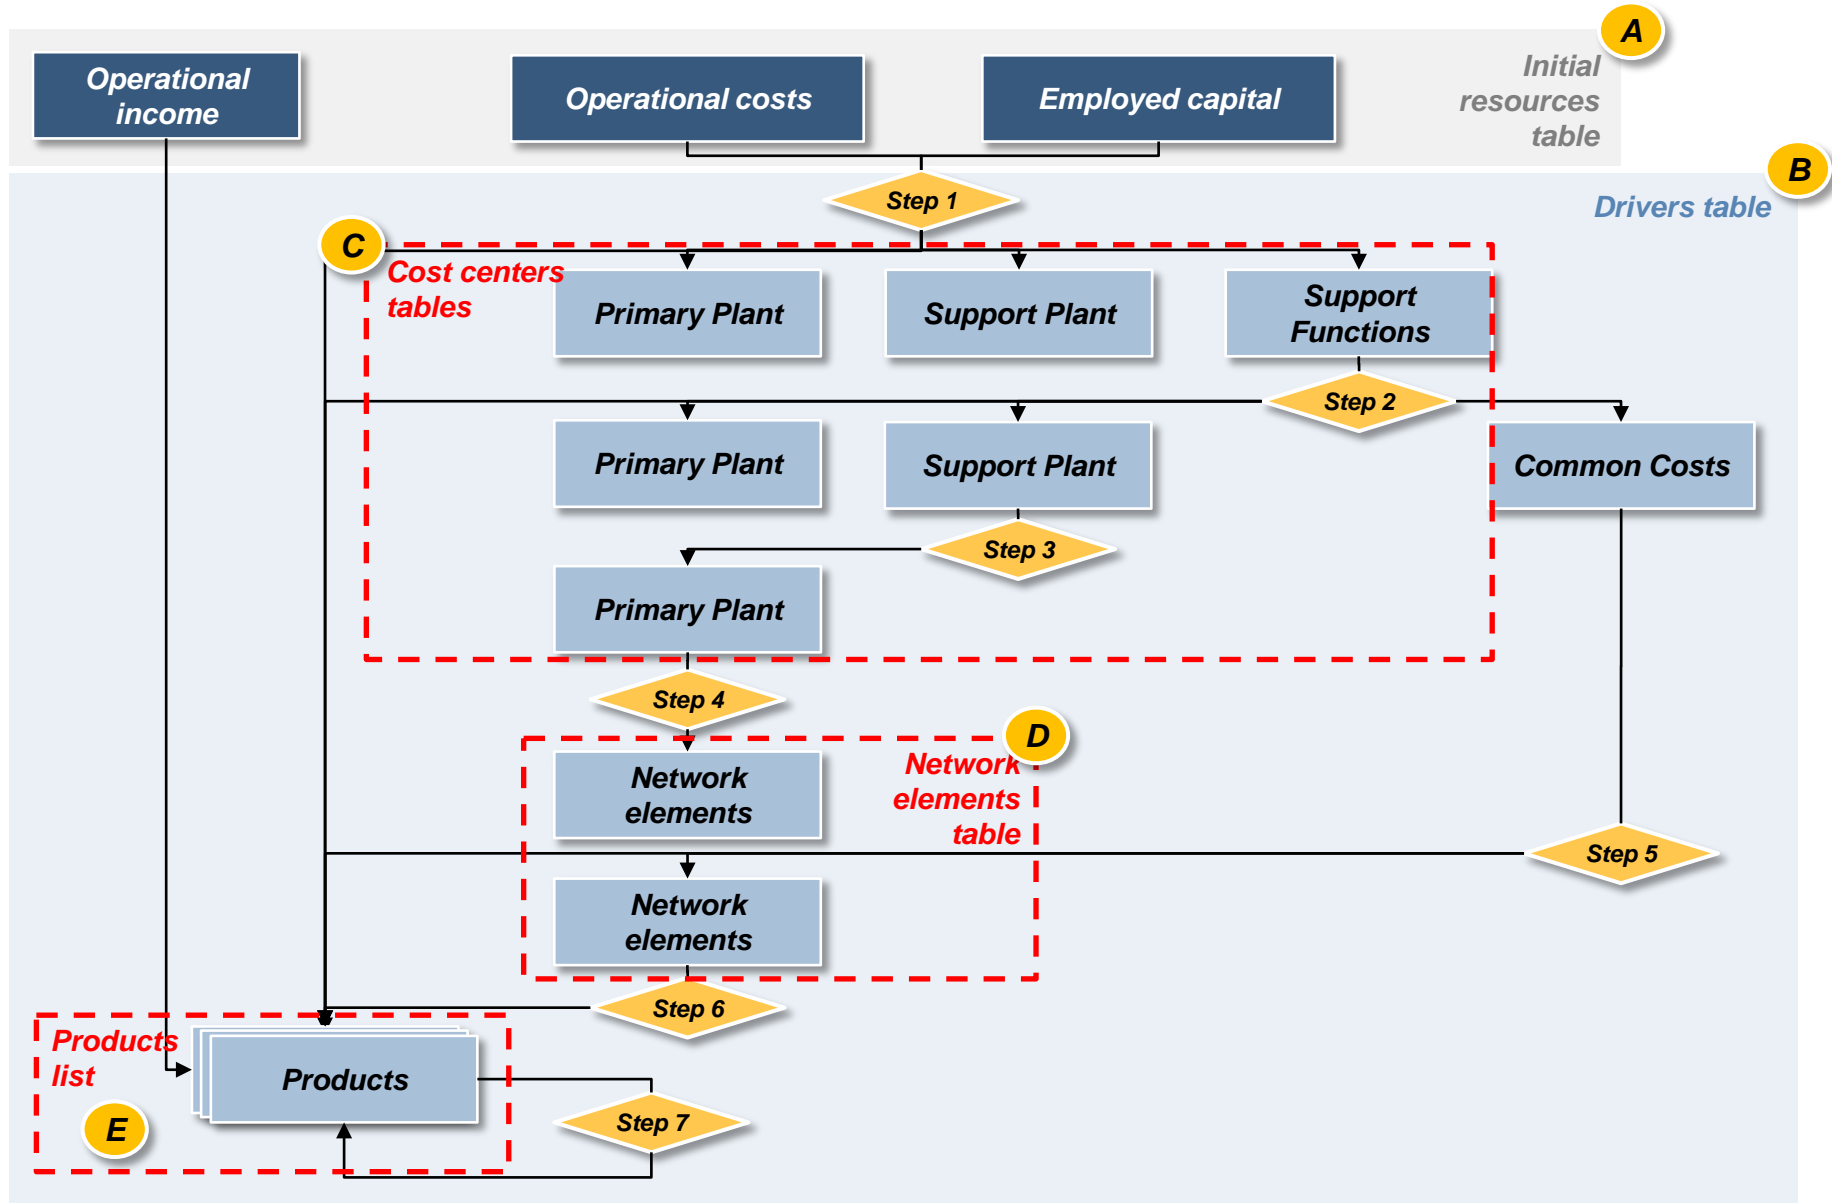 A
Operational
income
Operational costs
Employed capital
Initial
resources
table
B
Drivers table
Step 1
C
Cost centers
tables
Primary Plant
Support Plant
Support
Functions
Step 2
Primary Plant
Support Plant
Common Costs
Step 3
Primary Plant
Step 4
D
Network
elements
table
Network
elements
Step 5
Network
elements
Step 6
Products
list
Products
E
Step 7